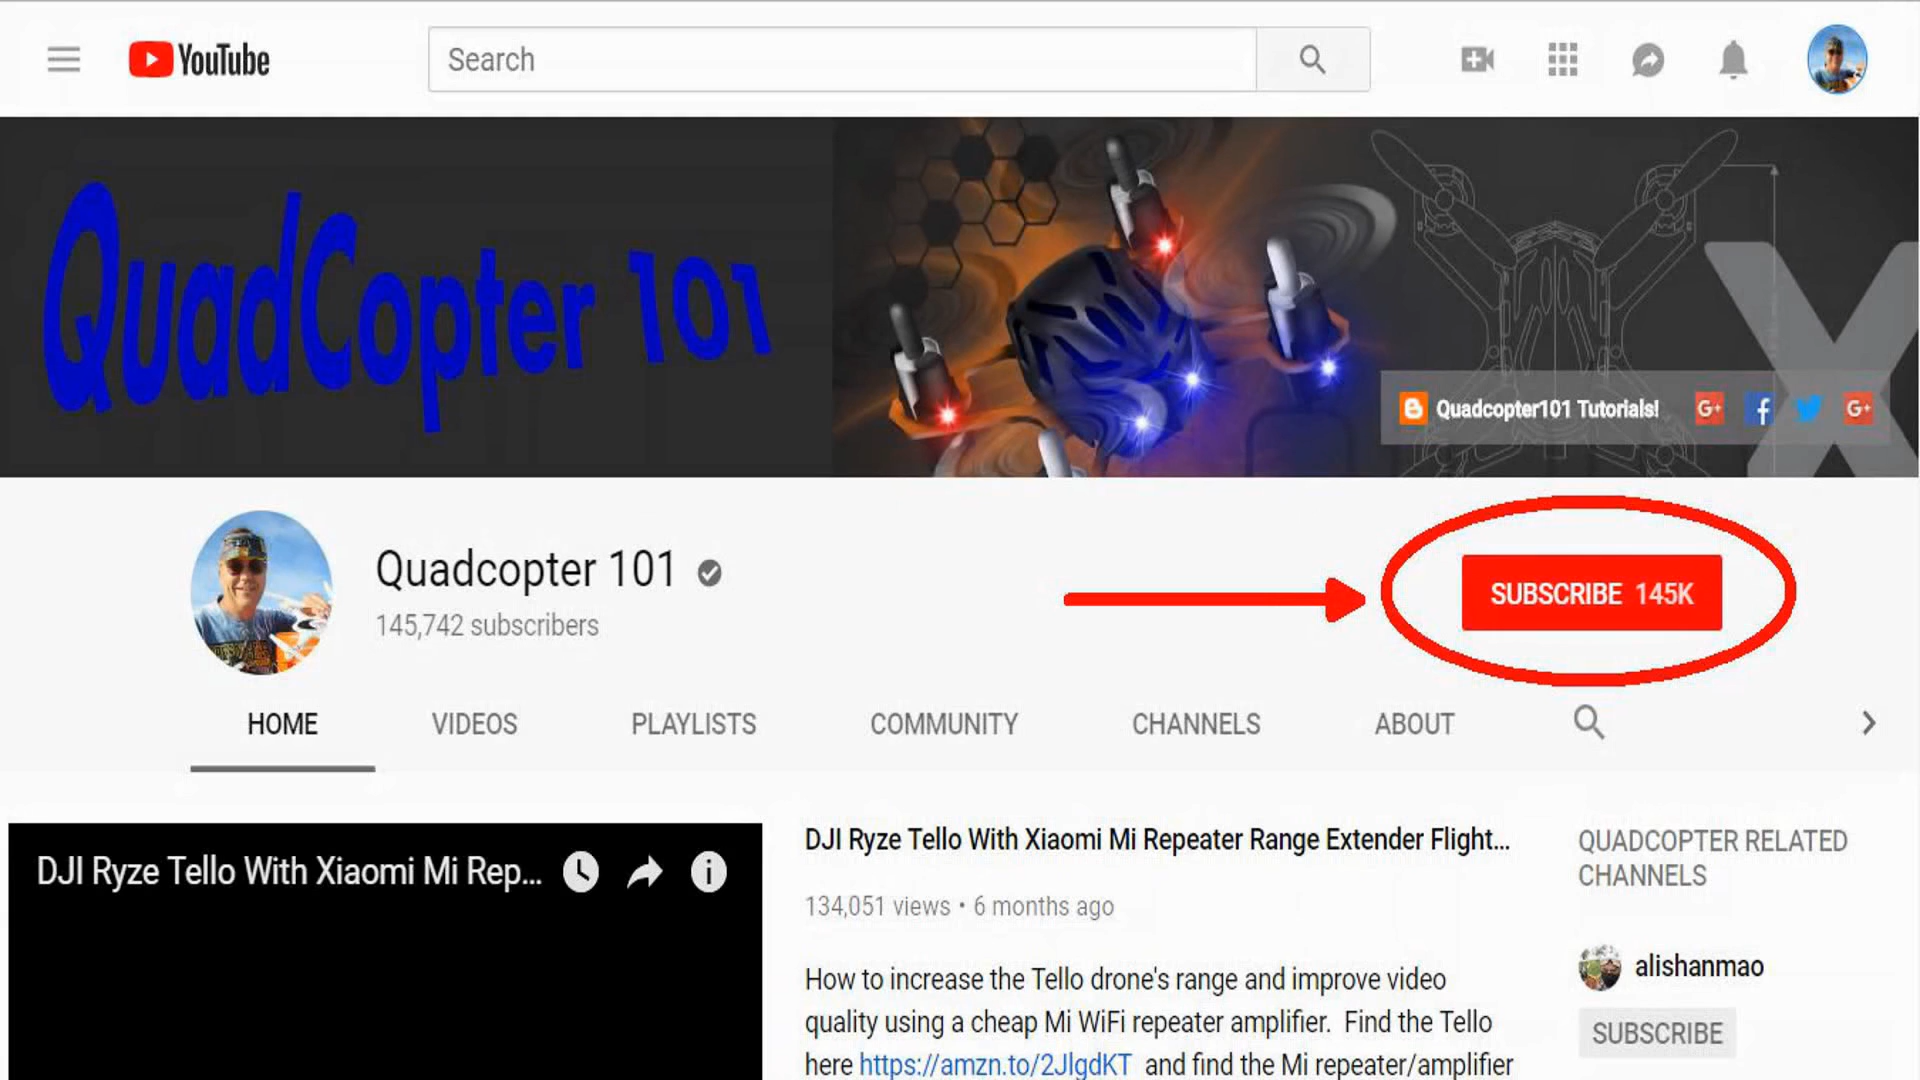 YouTube
Search
QuadCopter 101
X
Quadcopter101 Tutorials!
Quadcopter 101
145,742 subscribers
SUBSCRIBE 145K
HOME VIDEOS PLAYLISTS COMMUNITY CHANNELS ABOUT
DJI Ryze Tello With Xiaomi Mi Rep...
DJI Ryze Tello With Xiaomi Mi Repeater Range Extender Flight...
134,051 views • 6 months ago
How to increase the Tello drone's range and improve video
quality using a cheap Mi WiFi repeater amplifier. Find the Tello
here https://amzn.to/2JlgdKT and find the Mi repeater/amplifier
QUADCOPTER RELATED
CHANNELS
alishanmao
SUBSCRIBE